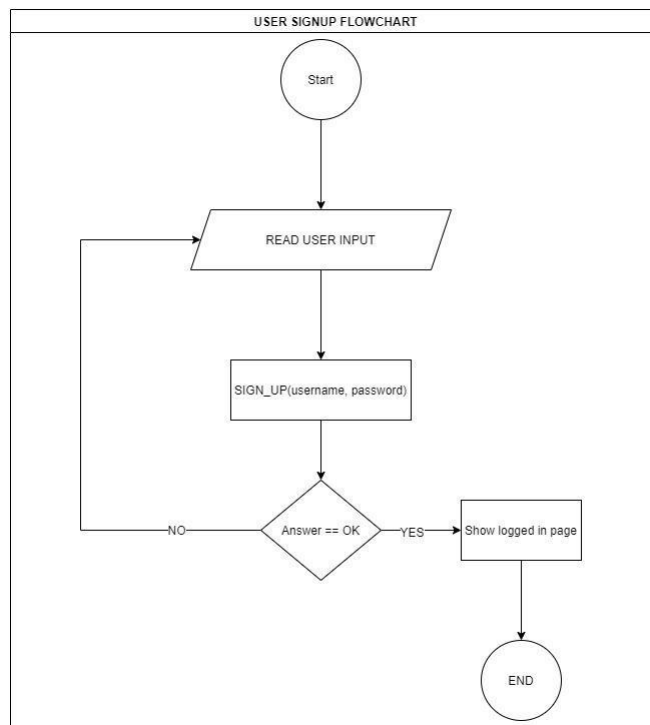 USER SIGNUP FLOWCHART
Start
READ USER INPUT
SIGN_UP(username, password)
NO
Answer == OK
YES
Show logged in page
END